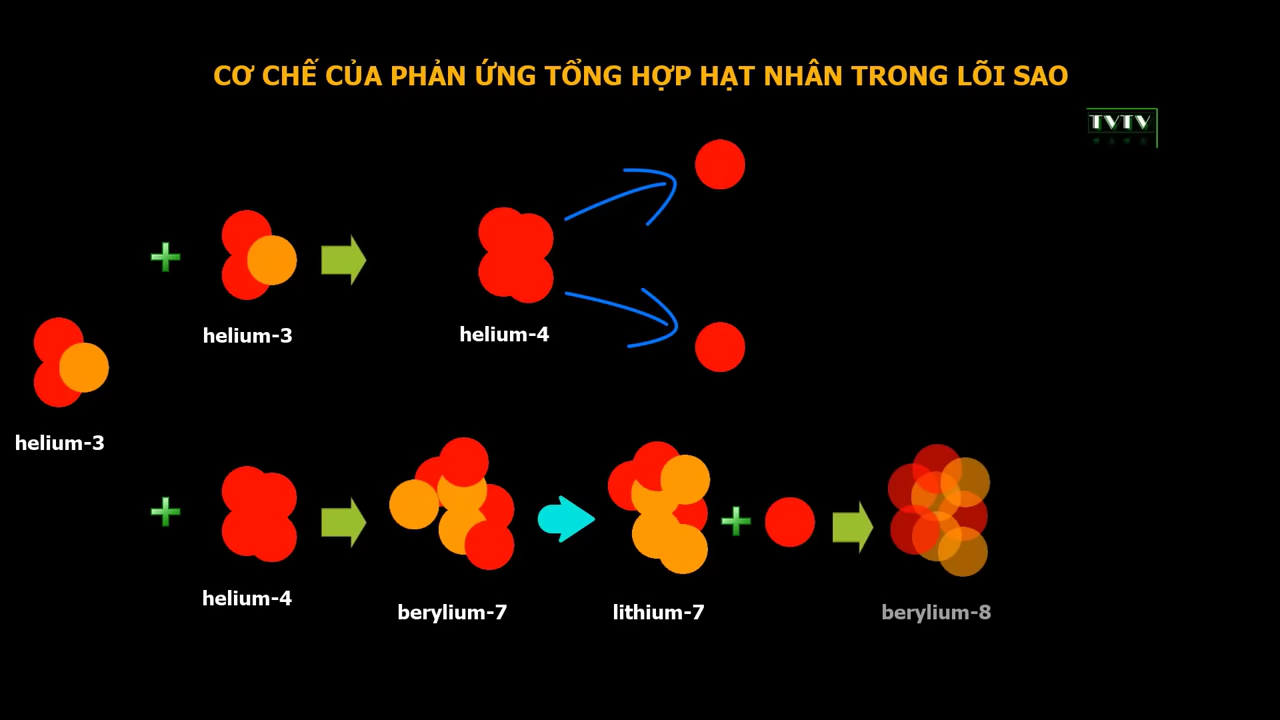 CƠ CHẾ CỦA PHẢN ỨNG TỔNG HỢP HẠT NHÂN TRONG LÕI SAO
TVTV
helium-3
helium-4
helium-3
helium-4
berylium-7
lithium-7
berylium-8